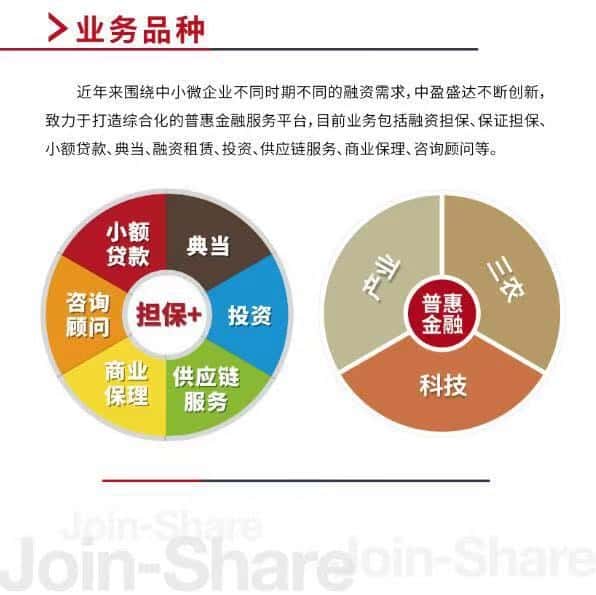 业务品种
近年来围绕中小微企业不同时期不同的融资需求,中盈盛达不断创新,
致力于打造综合化的普惠金融服务平台,目前业务包括融资担保、保证担保、
小额贷款、典当、融资租赁、投资、供应链服务、商业保理、咨询顾问等。
小额
贷款
典当
咨询
顾问
担保+
投资
商业
保理
供应链
服务
产业
三农
普惠
金融
科技
Join-Share
Join-Share
Join-Share